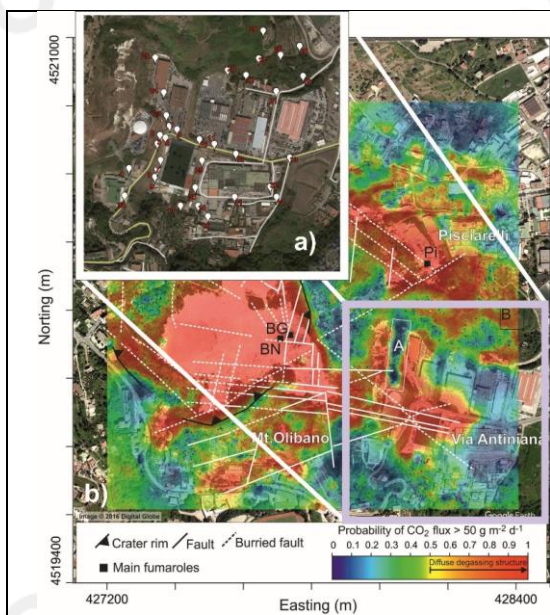 4521000
a)
Pisciarelli
Pi
Norting (m)
BG
BN
A
B
Mt.Olibano
Via Antiniana
b)
Image © 2016 Digital Globe
Google Earth
Probability of CO₂ flux > 50 g m⁻² d⁻¹
Crater rim
Fault
Burried fault
Diffuse degassing structure
Main fumaroles
0 0.1 0.2 0.3 0.4 0.5 0.6 0.7 0.8 0.9 1
4519400
427200
Easting (m)
428400